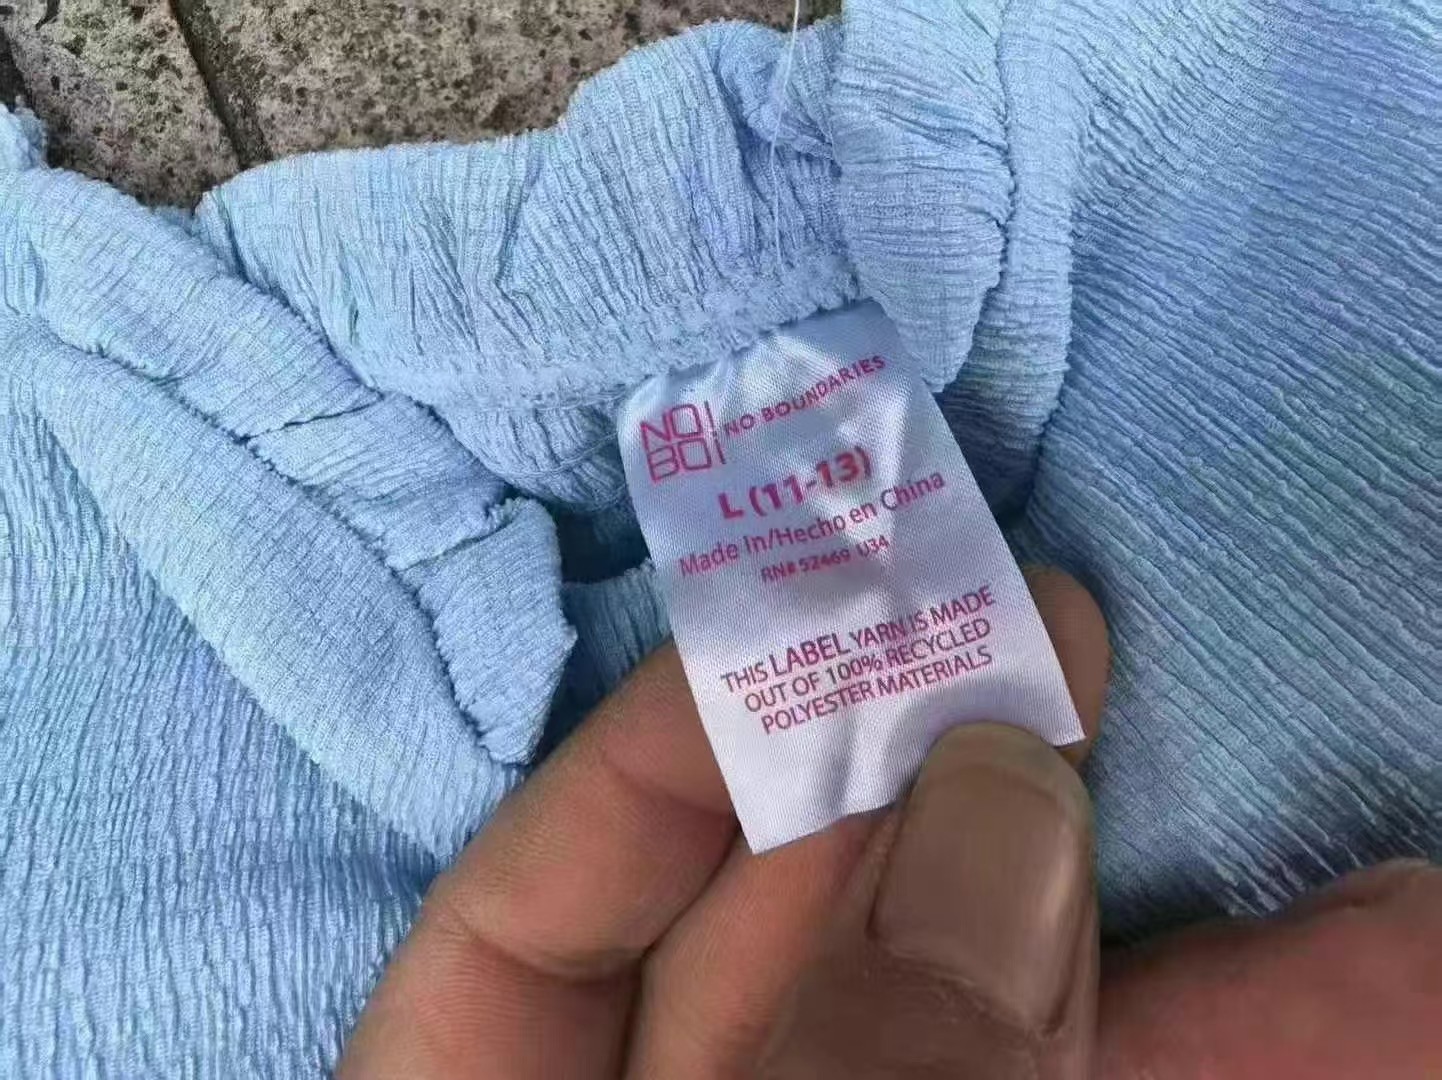 NO!
BO!
NO BOUNDARIES
L (11-13)
Made In/Hecho en China
RN# 52469 U34
THIS LABEL YARN IS MADE
OUT OF 100% RECYCLED
POLYESTER MATERIALS